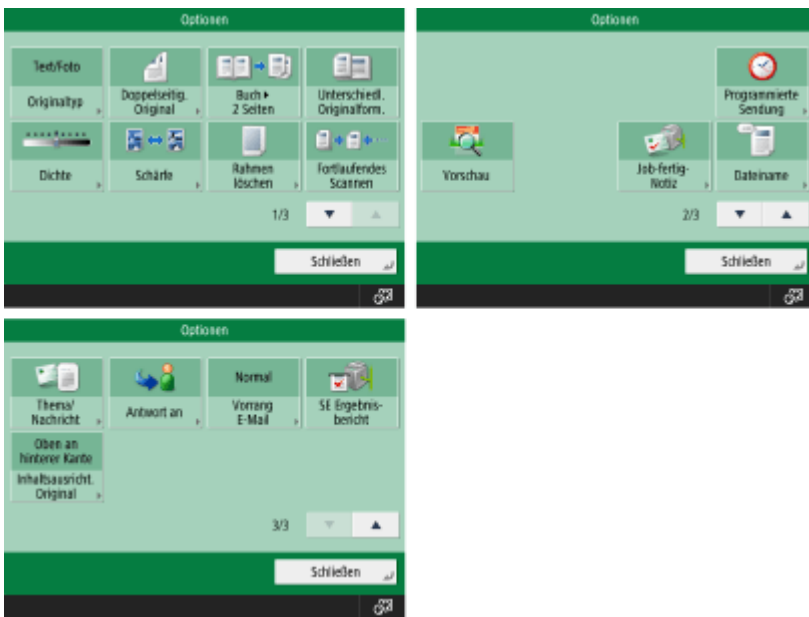 Optionen
Text/Foto
Originaltyp
Doppelseitig.
Original
Buch ▸
2 Seiten
Unterschiedl.
Originalform.
Dichte
Schärfe
Rahmen
löschen
Fortlaufendes
Scannen
1/3
Schließen
Optionen
Programmierte
Sendung
Vorschau
Job-fertig-
Notiz
Dateiname
2/3
Schließen
Optionen
Thema/
Nachricht
Antwort an
Normal
Vorrang
E-Mail
SE Ergebnis-
bericht
Oben an
hinterer Kante
Inhaltsausricht.
Original
3/3
Schließen